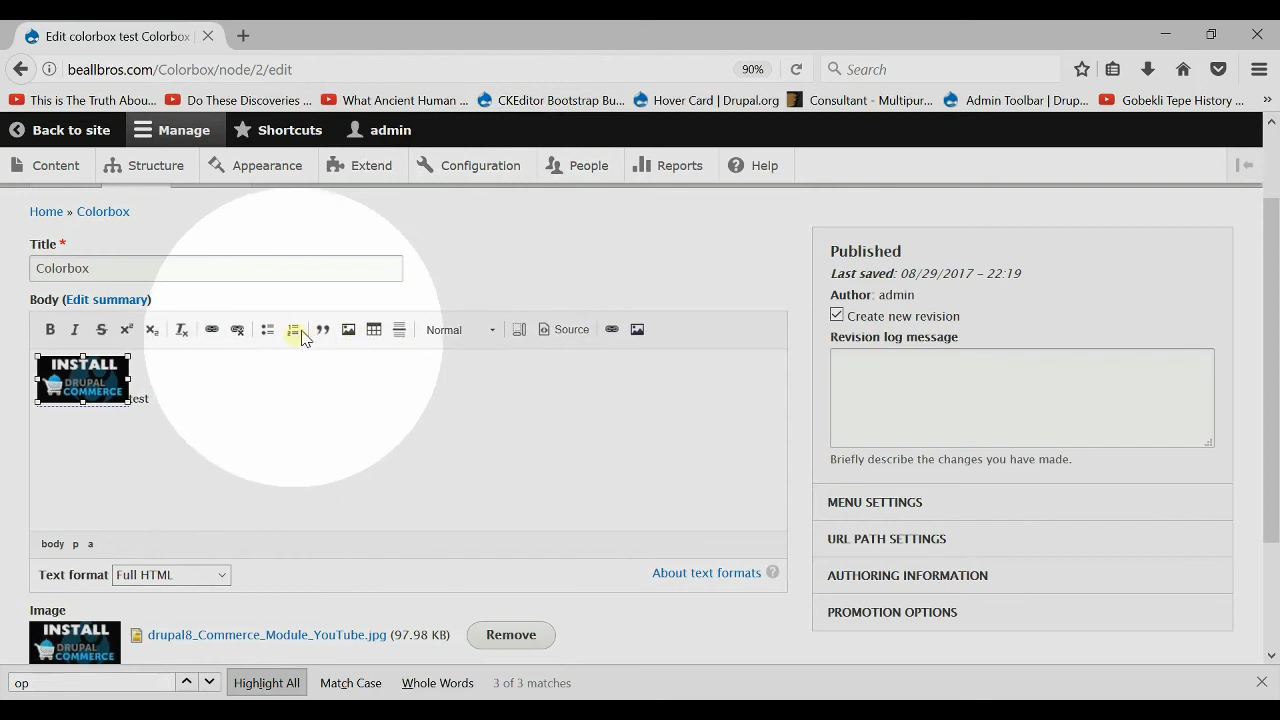 Edit colorbox test Colorbox
beallbros.com/Colorbox/node/2/edit
90%
Search
This is The Truth Abou...
Do These Discoveries ...
What Ancient Human ...
CKEditor Bootstrap Bu...
Hover Card | Drupal.org
Consultant - Multipur...
Admin Toolbar | Drup...
Gobekli Tepe History ...
Back to site
Manage
Shortcuts
admin
Content
Structure
Appearance
Extend
Configuration
People
Reports
Help
Home » Colorbox
Title *
Colorbox
Body (Edit summary)
Normal
Source
INSTALL
DRUPAL
COMMERCE
test
body p a
Text format Full HTML
About text formats ?
Image
INSTALL
DRUPAL
COMMERCE
drupal8_Commerce_Module_YouTube.jpg (97.98 KB)
Remove
Published
Last saved: 08/29/2017 - 22:19
Author: admin
Create new revision
Revision log message
Briefly describe the changes you have made.
MENU SETTINGS
URL PATH SETTINGS
AUTHORING INFORMATION
PROMOTION OPTIONS
op
Highlight All
Match Case
Whole Words
3 of 3 matches